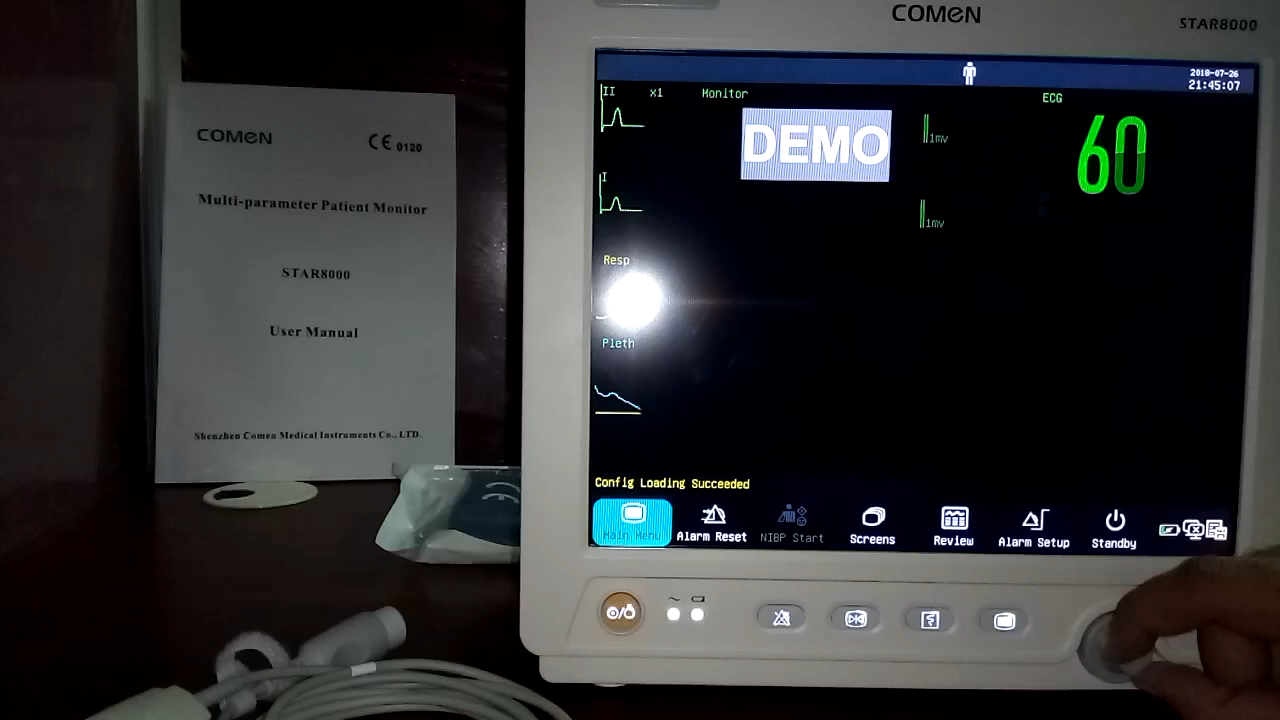 COMEN
CE 0120
Multi-parameter Patient Monitor
STAR8000
User Manual
Shenzhen Comen Medical Instruments Co., LTD.
COMEN
STAR8000
2018-07-26
21:45:07
II x1 Monitor
ECG
DEMO
1mv
60
I
1mv
Resp
Pleth
Config Loading Succeeded
Main Menu
Alarm Reset
NIBP Start
Screens
Review
Alarm Setup
Standby
CE